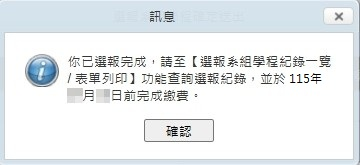 訊息
你已選報完成，請至【選報系組學程紀錄一覽
/ 表單列印】功能查詢選報紀錄，並於 115年
月 日前完成繳費。
確認